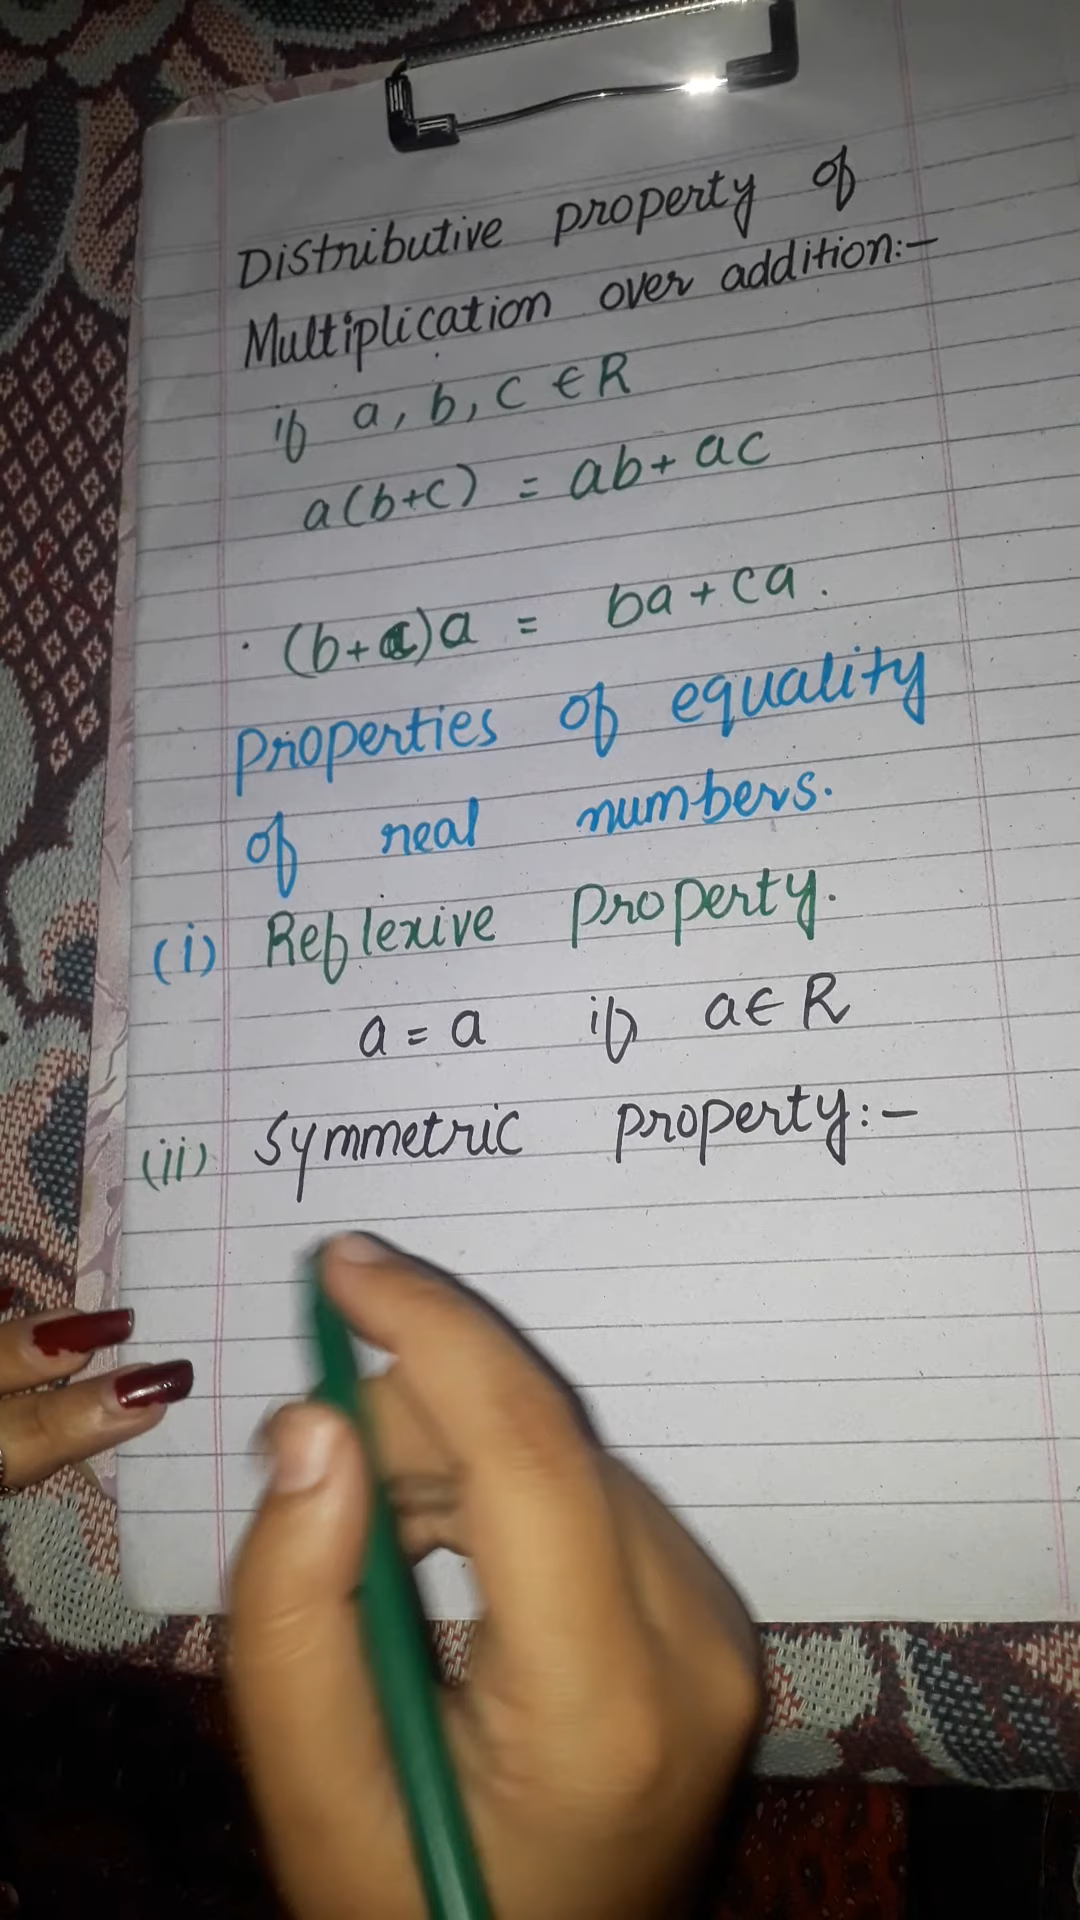 Distributive property of
Multiplication over addition:-
if a, b, c ∈ R
a(b+c) = ab + ac
. (b+c)a = ba + ca.
Properties of equality
of real numbers.
(i) Reflexive Property.
a = a if a ∈ R
(ii) Symmetric property:-